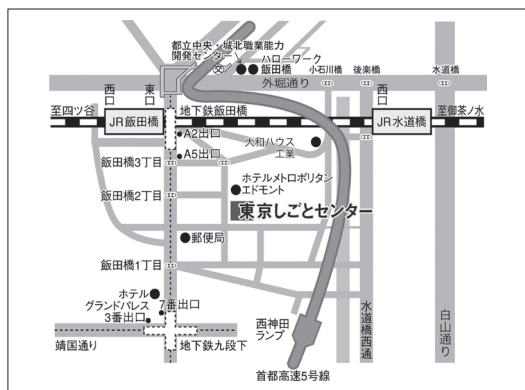 都立中央・城北職業能力
開発センター
ハローワーク
飯田橋
小石川橋
後楽橋
水道橋
外堀通り
西口
東口
西口
至四ツ谷
JR飯田橋
地下鉄飯田橋
JR水道橋
至御茶ノ水
A2出口
大和ハウス
工業
A5出口
飯田橋3丁目
ホテルメトロポリタン
エドモント
飯田橋2丁目
東京しごとセンター
郵便局
飯田橋1丁目
ホテル
グランドパレス
7番出口
3番出口
西神田
ランプ
水道橋西通り
白山通り
靖国通り
地下鉄九段下
首都高速5号線